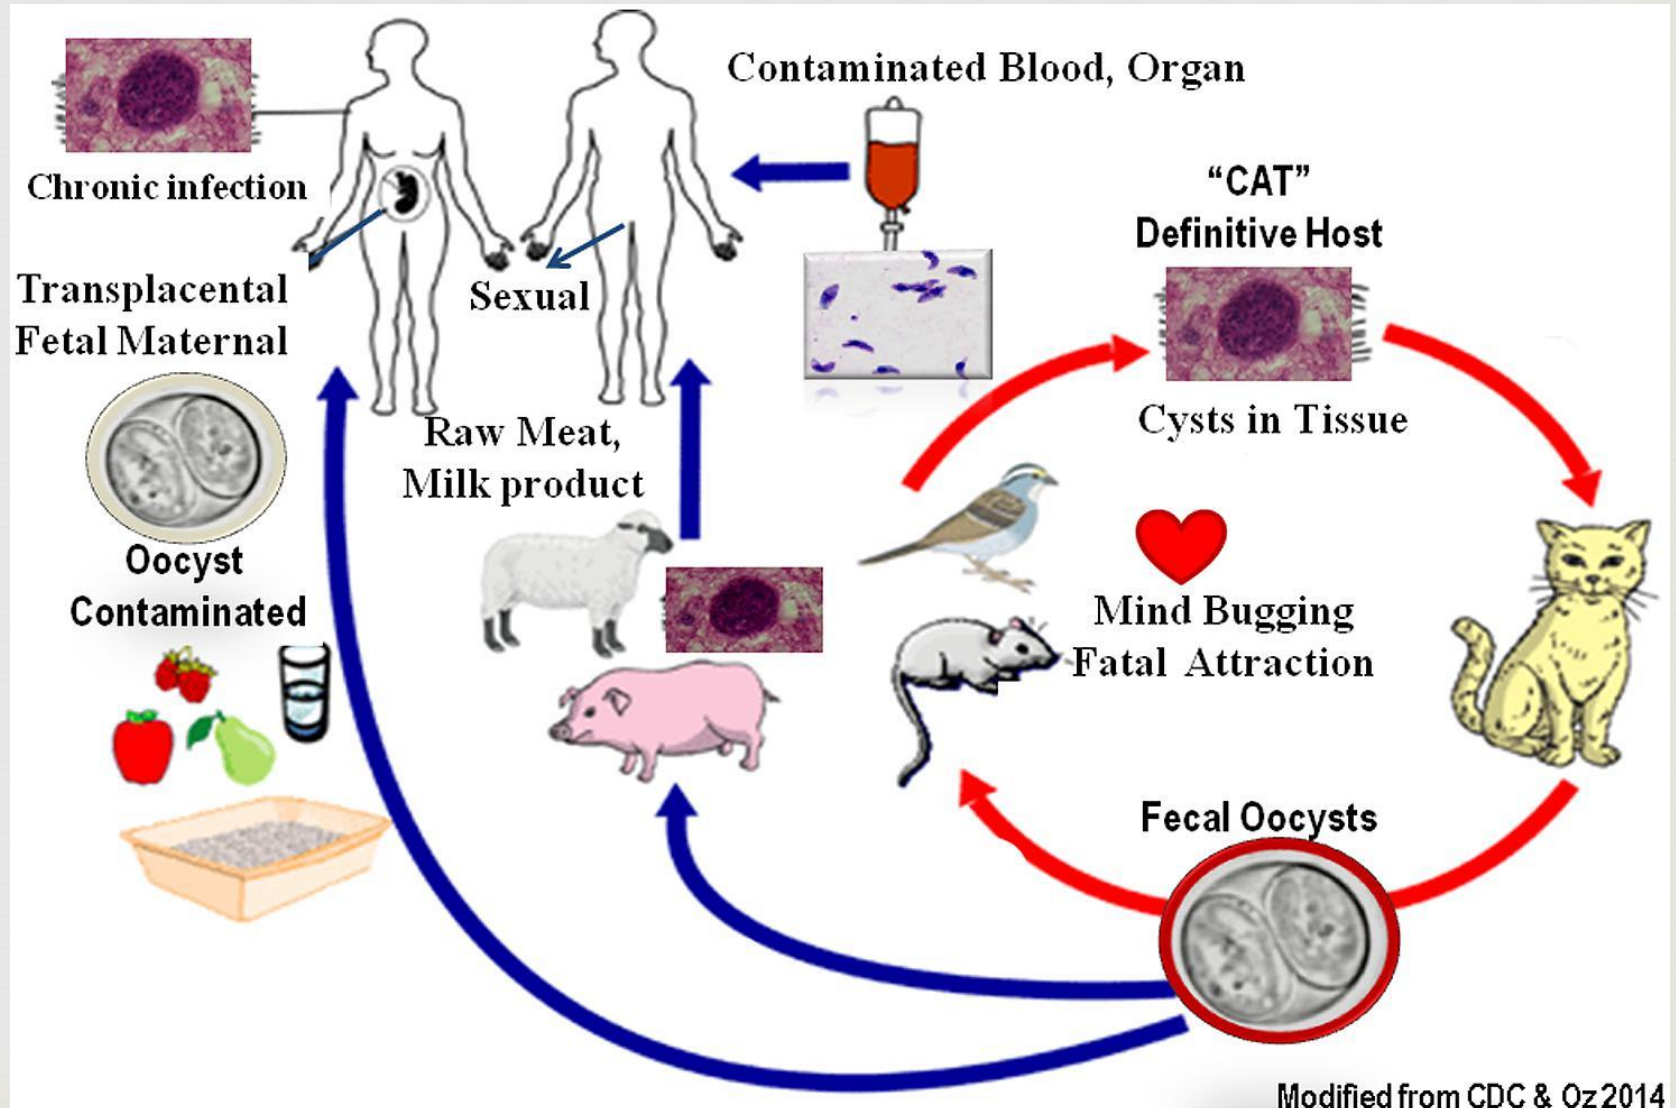 Contaminated Blood, Organ
Chronic infection
"CAT"
Definitive Host
Transplacental
Fetal Maternal
Sexual
Cysts in Tissue
Raw Meat,
Milk product
Oocyst
Contaminated
Mind Bugging
Fatal Attraction
Fecal Oocysts
Modified from CDC & Oz 2014